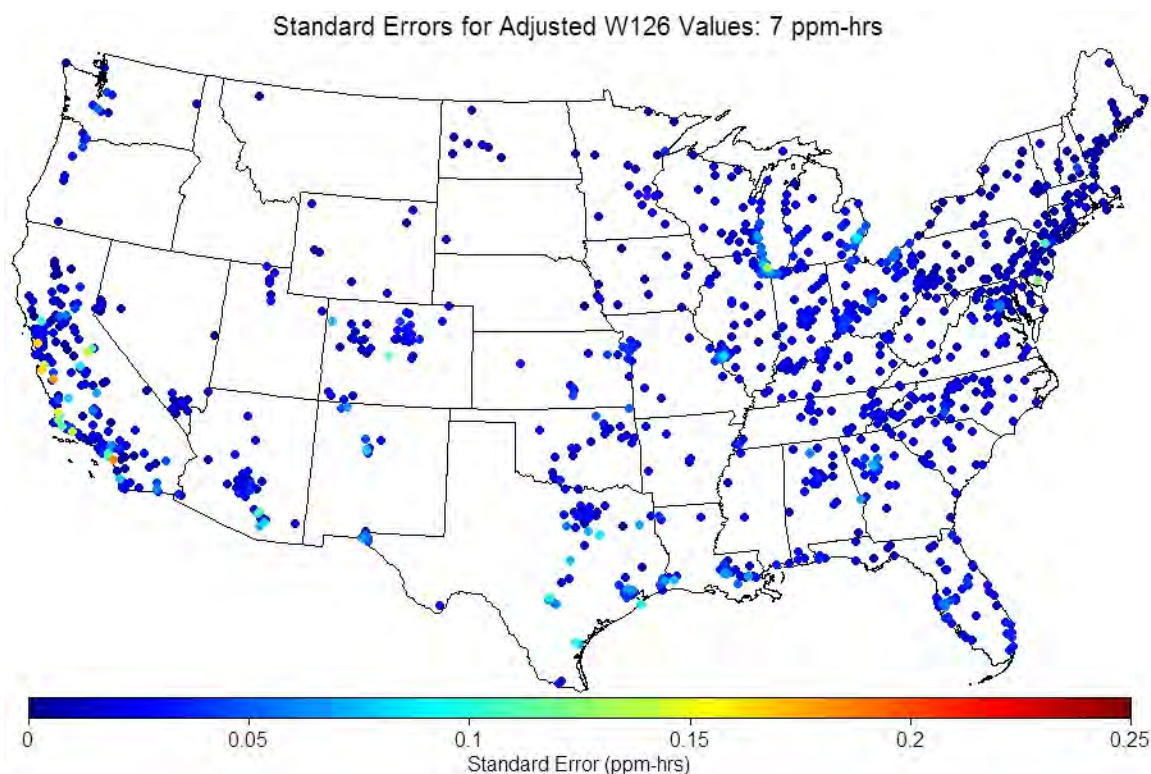 Standard Errors for Adjusted W126 Values: 7 ppm-hrs
0 0.05 0.1 0.15 0.2 0.25
Standard Error (ppm-hrs)